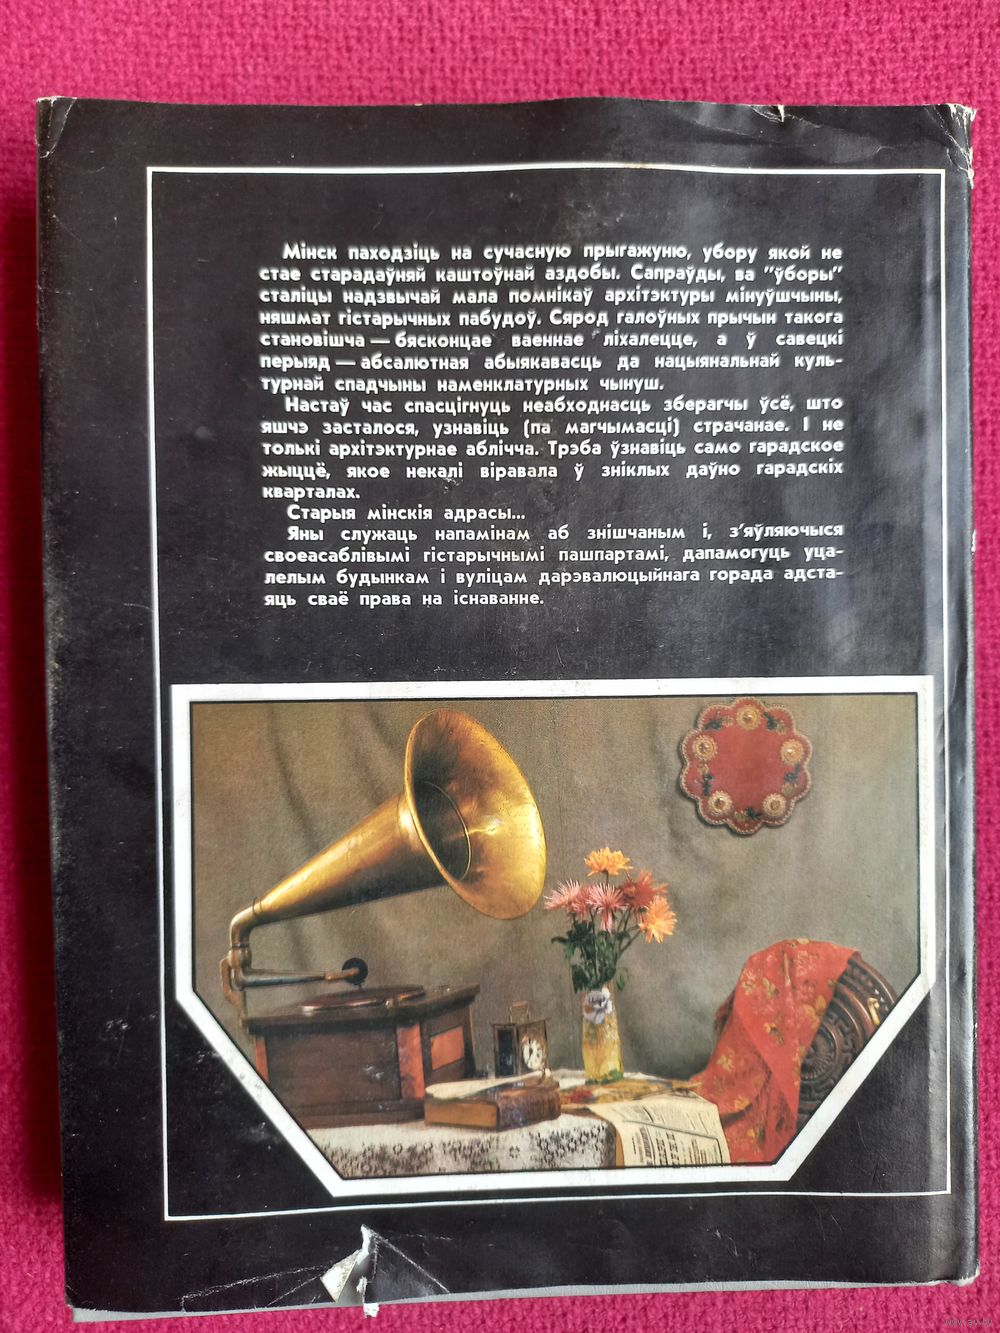 Мінск паходзіць на сучасную прыгажуню, убору якой не
стае старадаўняй каштоўнай аздобы. Сапраўды, ва "ўборы"
сталіцы надзвычай мала помнікаў архітэктуры мінуўшчыны,
няшмат гістарычных пабудоў. Сярод галоўных прычын такога
становішча — бясконцае ваеннае ліхалецце, а ў савецкі
перыяд — абсалютная абыякавасць да нацыянальнай куль-
турнай спадчыны наменклатурных чынуш.
Настаў час спасцігнуць неабходнасць зберагчы ўсё, што
яшчэ засталося, узнавіць (па магчымасці) страчанае. І не
толькі архітэктурнае аблічча. Трэба ўзнавіць само гарадское
жыццё, якое некалі віравала ў зніклых даўно гарадскіх
кварталах.
Старыя мінскія адрасы...
Яны служаць напамінам аб знішчаным і, з'яўляючыся
своеасаблівымі гістарычнымі пашпартамі, дапамогуць уца-
лелым будынкам і вуліцам дарэвалюцыйнага горада адста-
яць сваё права на існаванне.